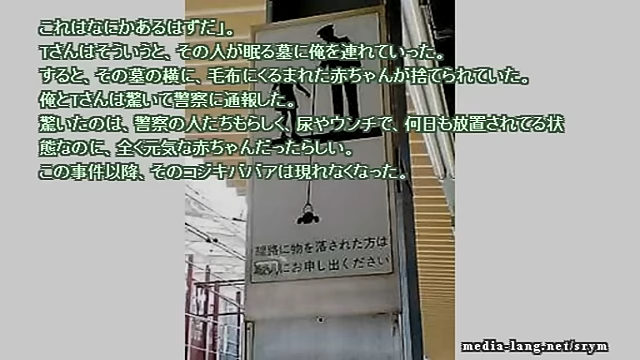 これはなにかあるはずだ」。
Tさんはそういうと、その人が眠る墓に俺を連れていった。
すると、その墓の横に、毛布にくるまれた赤ちゃんが捨てられていた。
俺とTさんは驚いて警察に通報した。
驚いたのは、警察の人たちもらしく、尿やウンチで、何日も放置されてる状
態なのに、全く元気な赤ちゃんだったらしい。
この事件以降、そのコジキババアは現れなくなった。
線路に物を落された方は
にお申し出ください
media-lang-net/srym